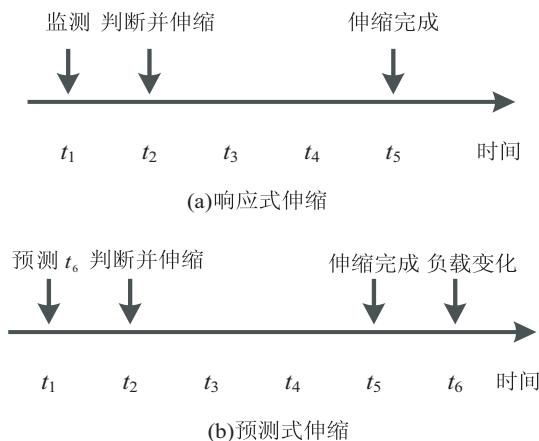 监测 判断并伸缩 伸缩完成
t1 t2 t3 t4 t5 时间
(a)响应式伸缩
预测 t6 判断并伸缩 伸缩完成 负载变化
t1 t2 t3 t4 t5 t6 时间
(b)预测式伸缩